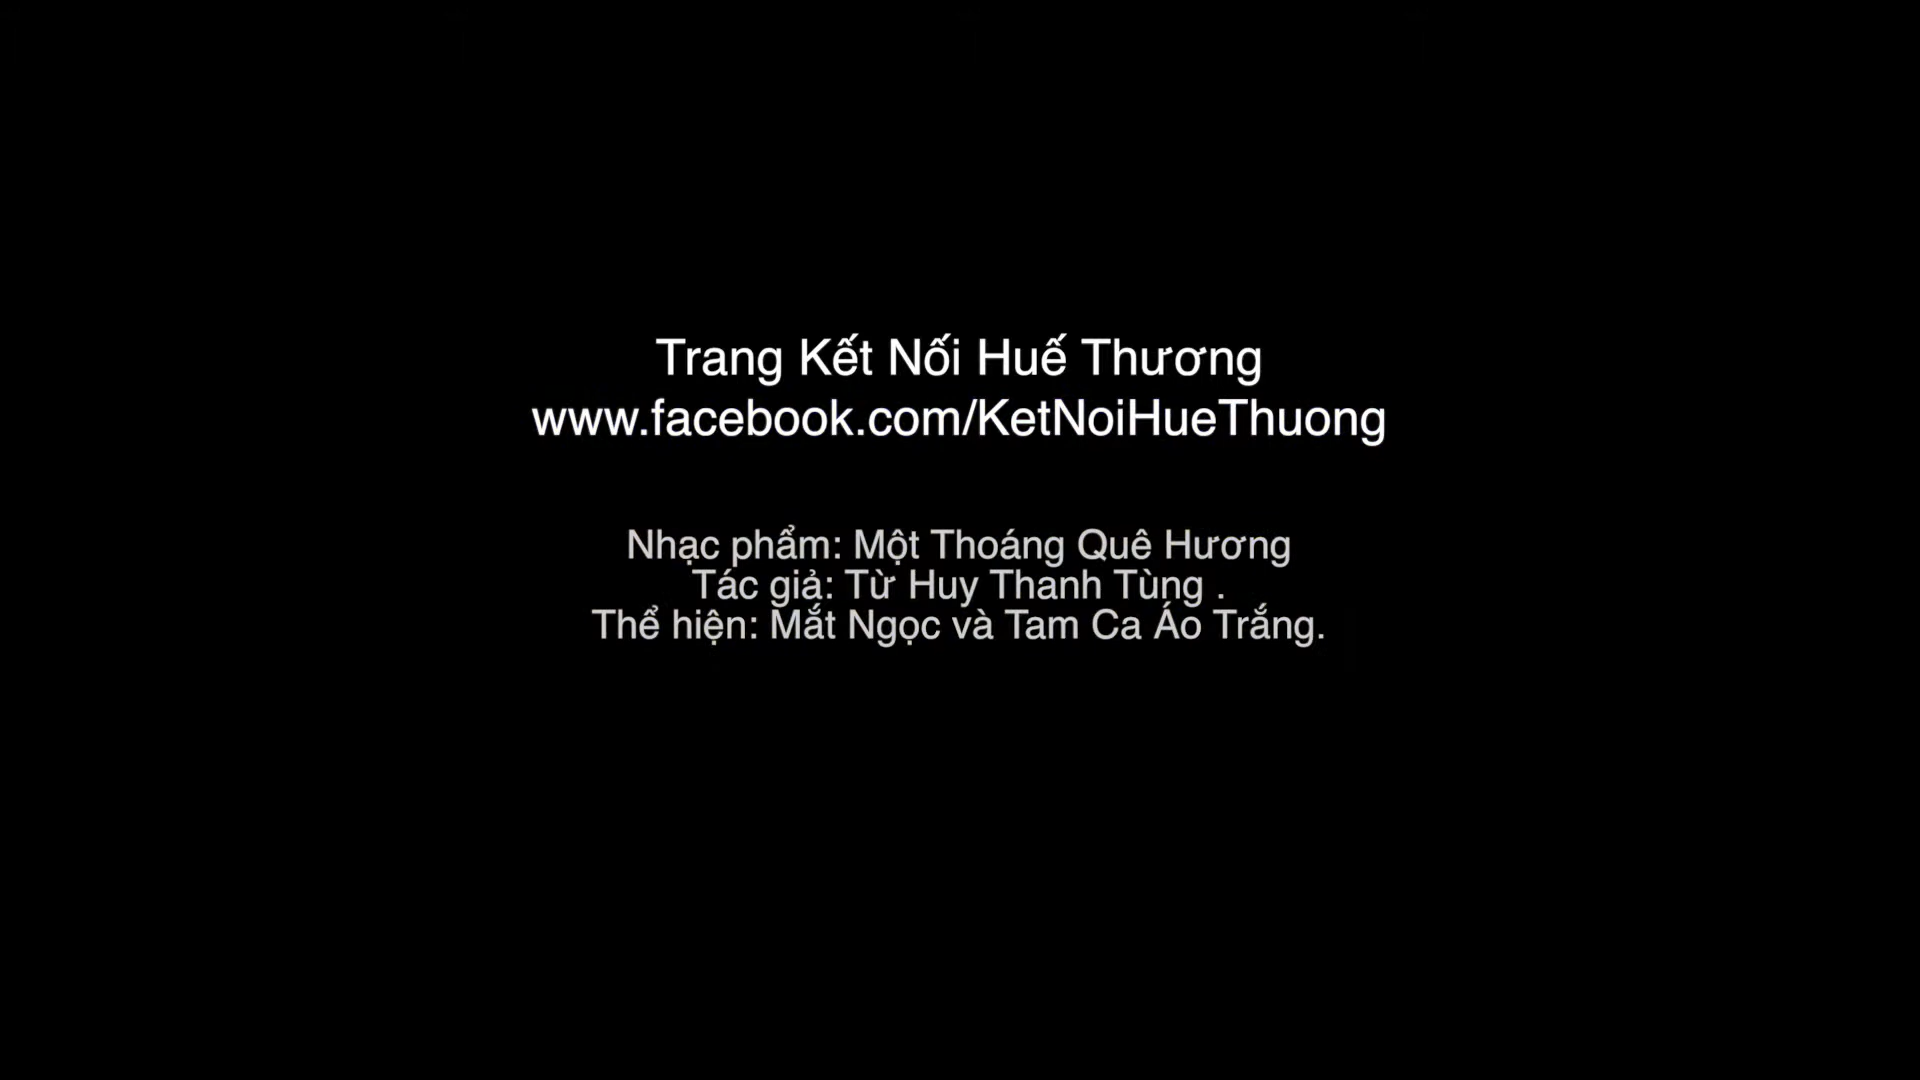 Trang Kết Nối Huế Thương
www.facebook.com/KetNoiHueThuong
Nhạc phẩm: Một Thoáng Quê Hương
Tác giả: Từ Huy Thanh Tùng .
Thể hiện: Mắt Ngọc và Tam Ca Áo Trắng.